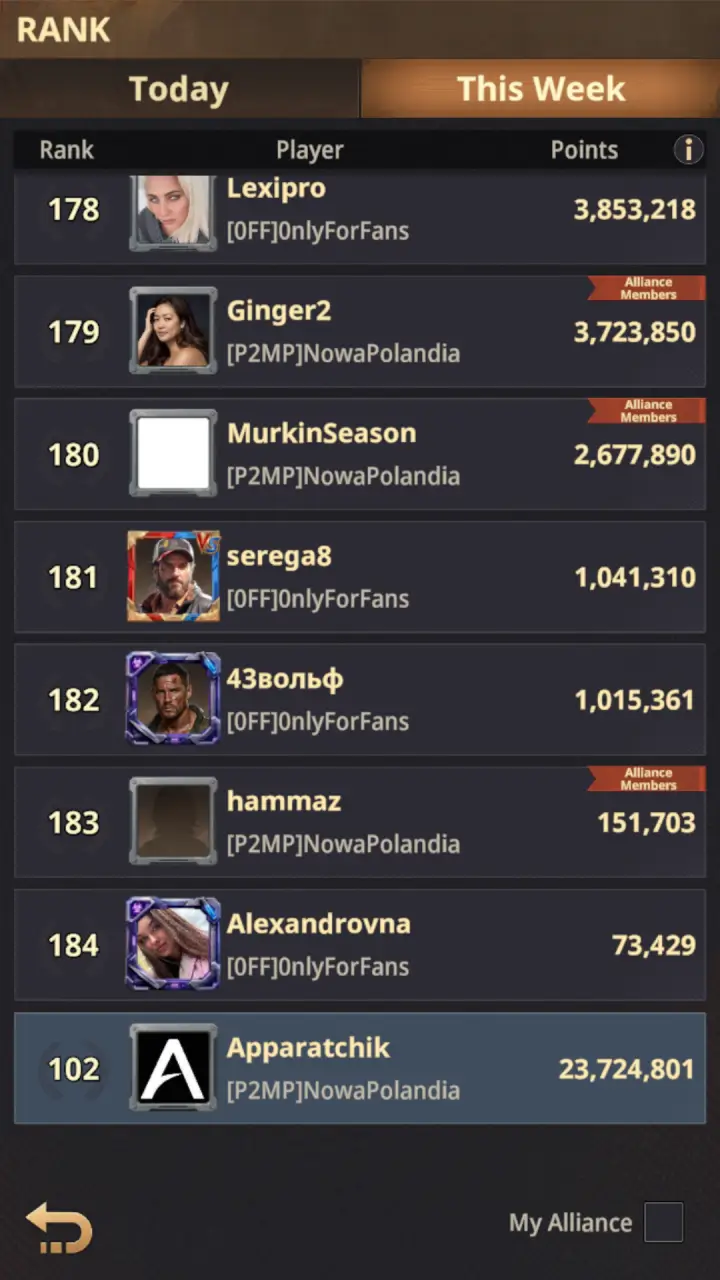 RANK
Today
This Week
Rank
Player
Points
178
Lexipro
[0FF]0nlyForFans
3,853,218
179
Ginger2
[P2MP]NowaPolandia
Alliance
Members
3,723,850
180
MurkinSeason
[P2MP]NowaPolandia
Alliance
Members
2,677,890
181
VS
serega8
[0FF]0nlyForFans
1,041,310
182
43вольф
[0FF]0nlyForFans
1,015,361
183
hammaz
[P2MP]NowaPolandia
Alliance
Members
151,703
184
Alexandrovna
[0FF]0nlyForFans
73,429
102
Apparatchik
[P2MP]NowaPolandia
23,724,801
My Alliance